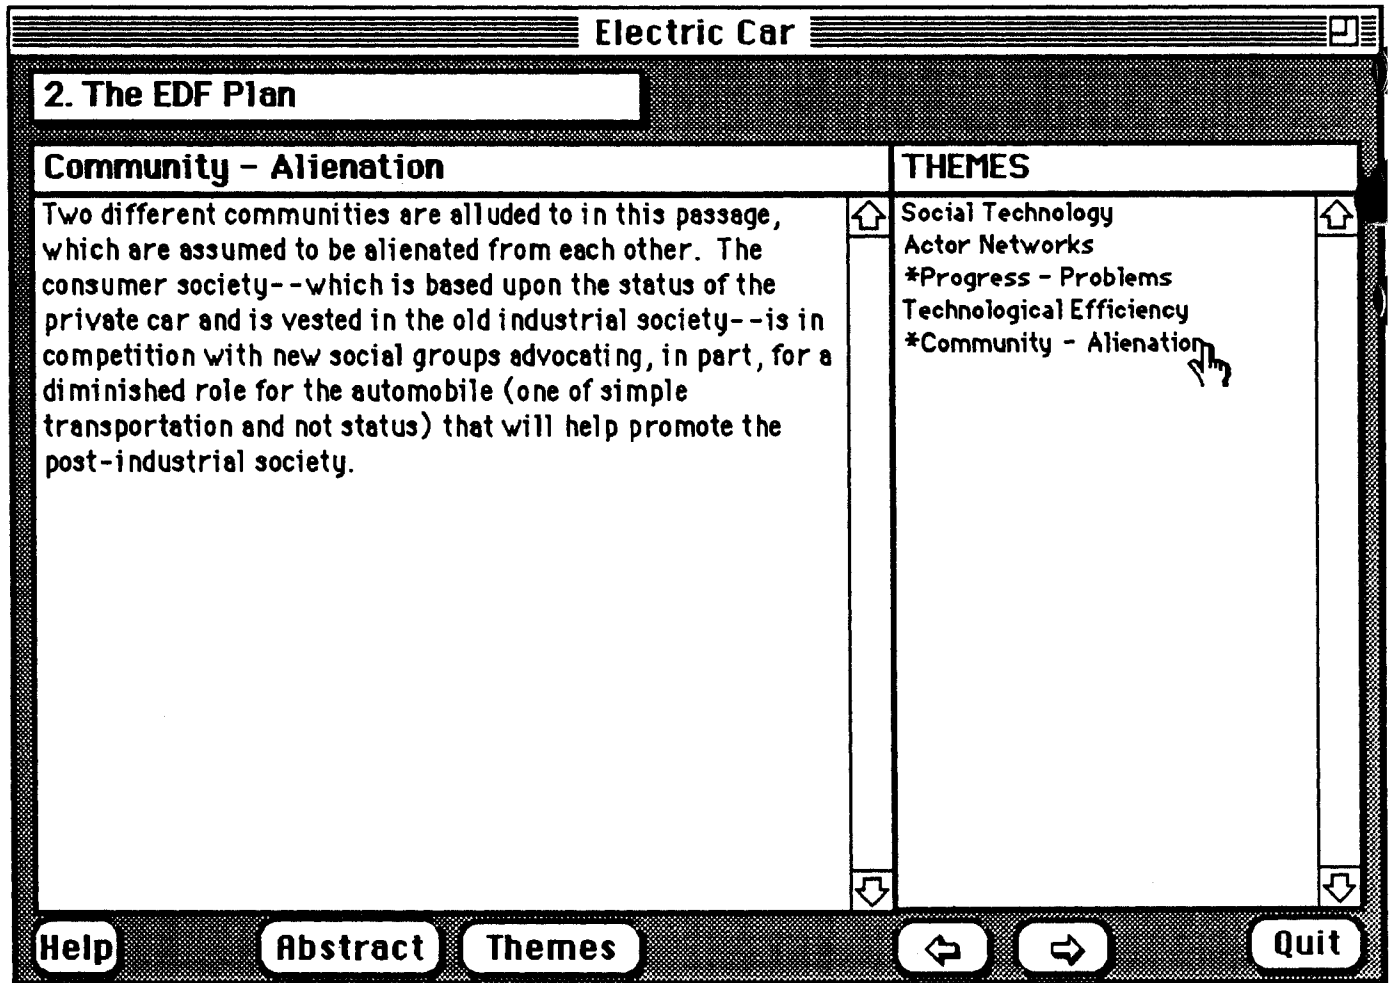 Electric Car
2. The EDF Plan
Community - Alienation
Two different communities are alluded to in this passage,
which are assumed to be alienated from each other. The
consumer society--which is based upon the status of the
private car and is vested in the old industrial society--is in
competition with new social groups advocating, in part, for a
diminished role for the automobile (one of simple
transportation and not status) that will help promote the
post-industrial society.
THEMES
Social Technology
Actor Networks
*Progress - Problems
Technological Efficiency
*Community - Alienation
Help
Abstract
Themes
Quit